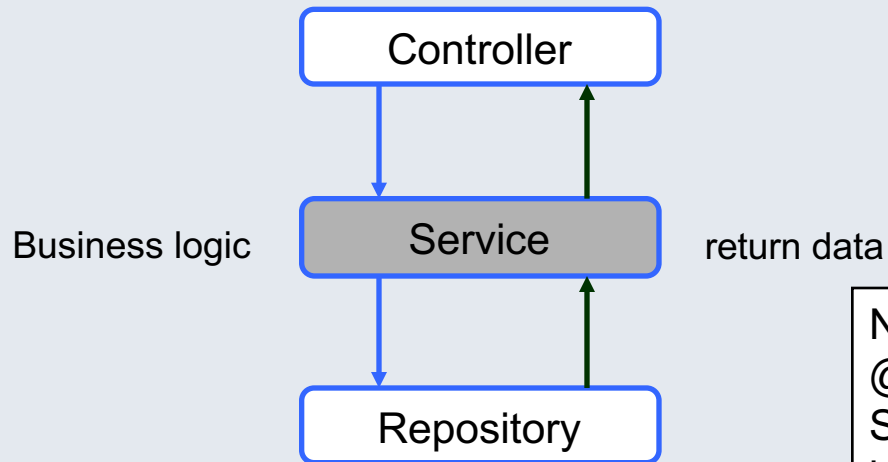 Controller
Business logic
Service
return data
N
@
S
Repository